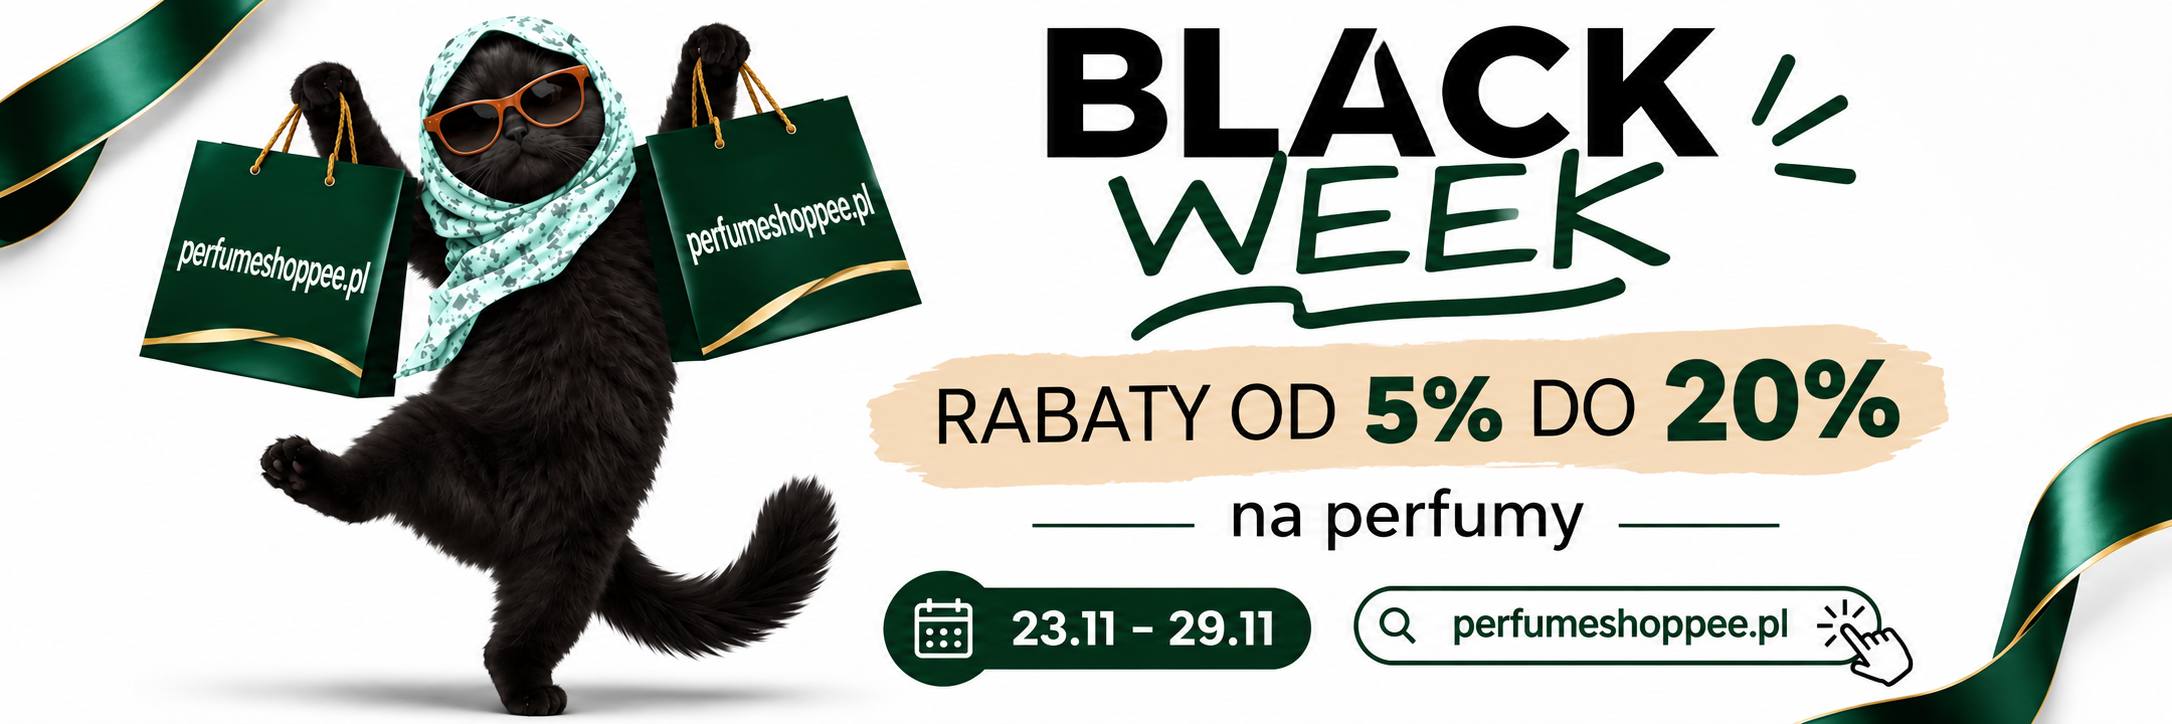 perfumeshoppee.pl
perfumeshoppee.pl
BLACK
WEEK
RABATY OD 5% DO 20%
na perfumy
23.11 - 29.11
perfumeshoppee.pl